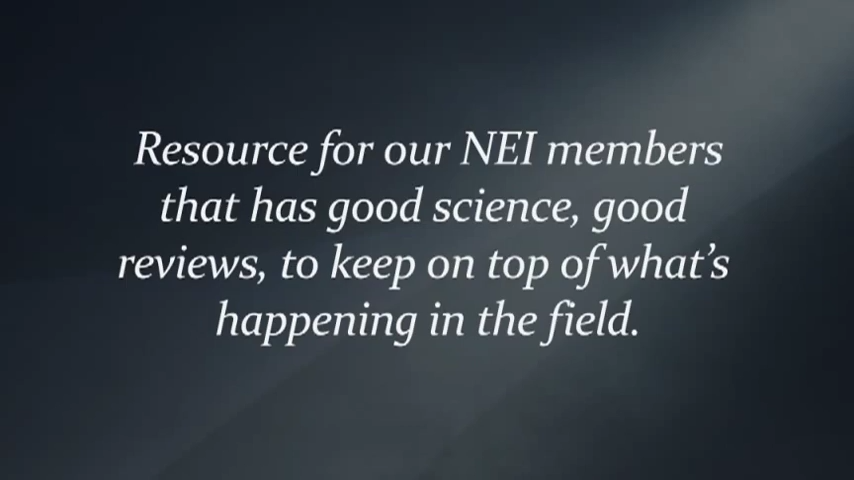 Resource for our NEI members
that has good science, good
reviews, to keep on top of what's
happening in the field.